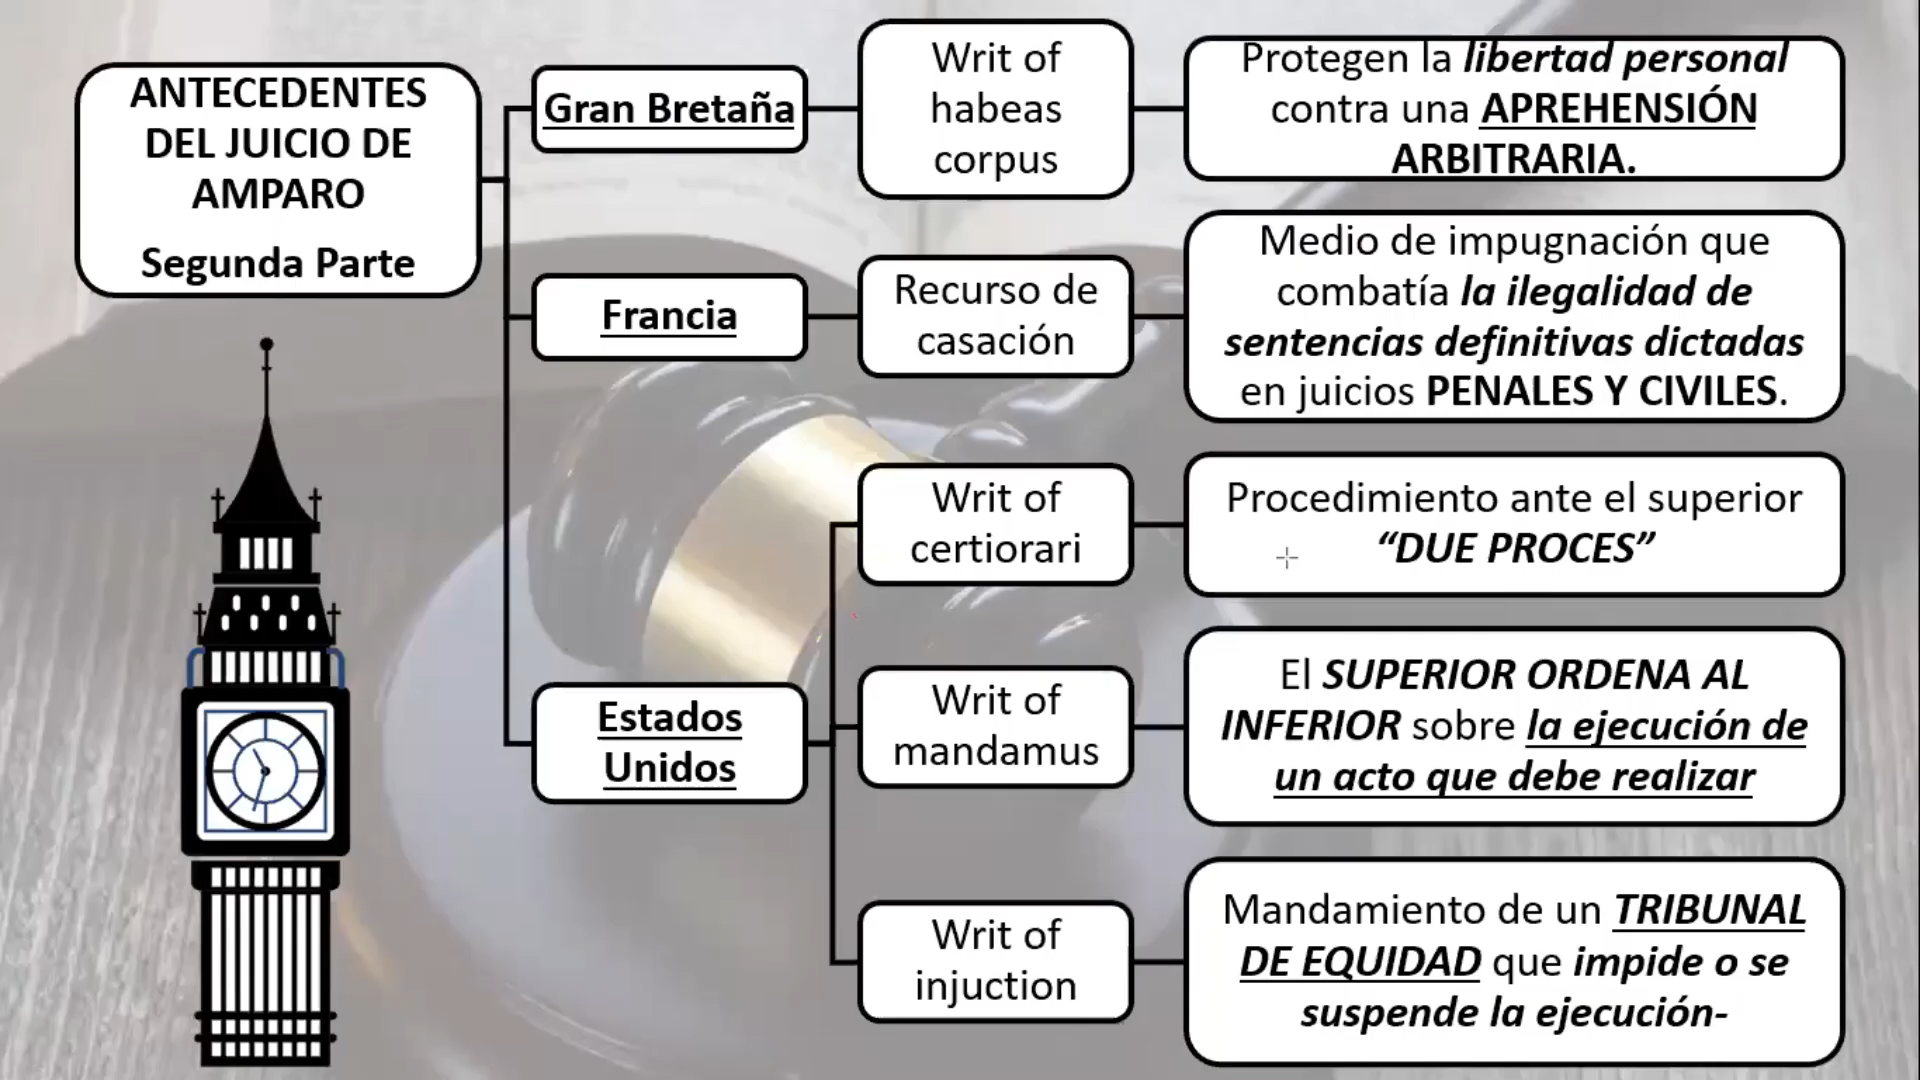 ANTECEDENTES
DEL JUICIO DE
AMPARO
Segunda Parte
Gran Bretaña
Writ of
habeas
corpus
Protegen la libertad personal
contra una APREHENSIÓN
ARBITRARIA.
Francia
Recurso de
casación
Medio de impugnación que
combatía la ilegalidad de
sentencias definitivas dictadas
en juicios PENALES Y CIVILES.
Estados
Unidos
Writ of
certiorari
Procedimiento ante el superior
“DUE PROCES”
Writ of
mandamus
El SUPERIOR ORDENA AL
INFERIOR sobre la ejecución de
un acto que debe realizar
Writ of
injuction
Mandamiento de un TRIBUNAL
DE EQUIDAD que impide o se
suspende la ejecución-